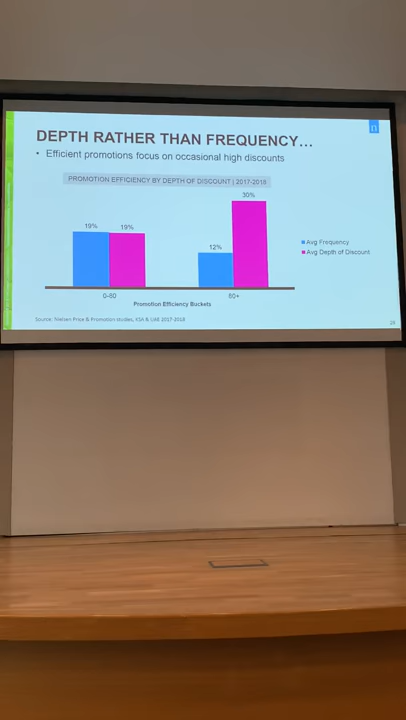 DEPTH RATHER THAN FREQUENCY...
• Efficient promotions focus on occasional high discounts
n
PROMOTION EFFICIENCY BY DEPTH OF DISCOUNT | 2017-2018
19%
19%
12%
30%
Avg Frequency
Avg Depth of Discount
0-80
80+
Promotion Efficiency Buckets
Source: Nielsen Price & Promotion studies, KSA & UAE 2017-2018